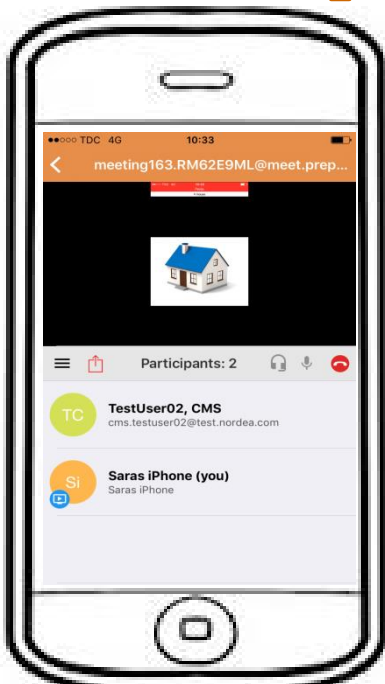 TDC 4G 10:33
meeting163.RM62E9ML@meet.prep...
Participants: 2
TC
TestUser02, CMS
cms.testuser02@test.nordea.com
Si
Saras iPhone (you)
Saras iPhone